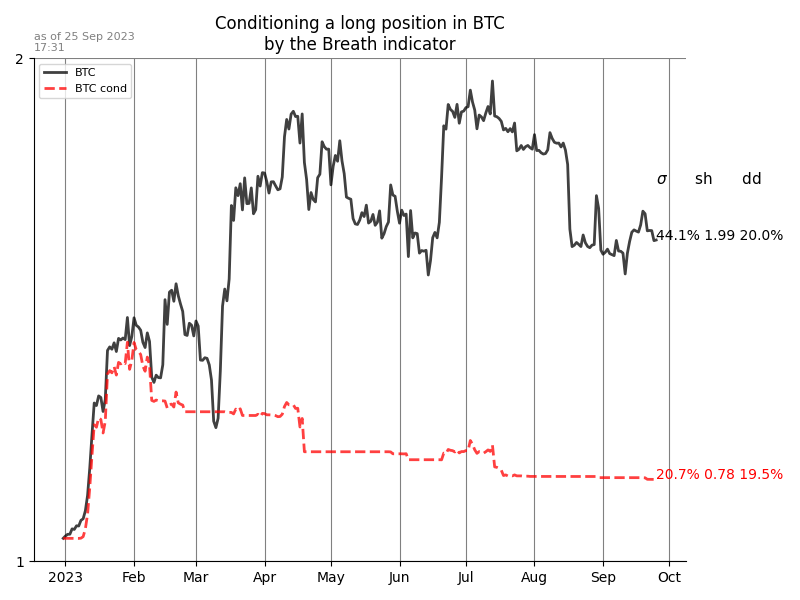 Conditioning a long position in BTC
by the Breath indicator
as of 25 Sep 2023
17:31
2
BTC
BTC cond
σ sh dd
44.1% 1.99 20.0%
20.7% 0.78 19.5%
1
2023 Feb Mar Apr May Jun Jul Aug Sep Oct